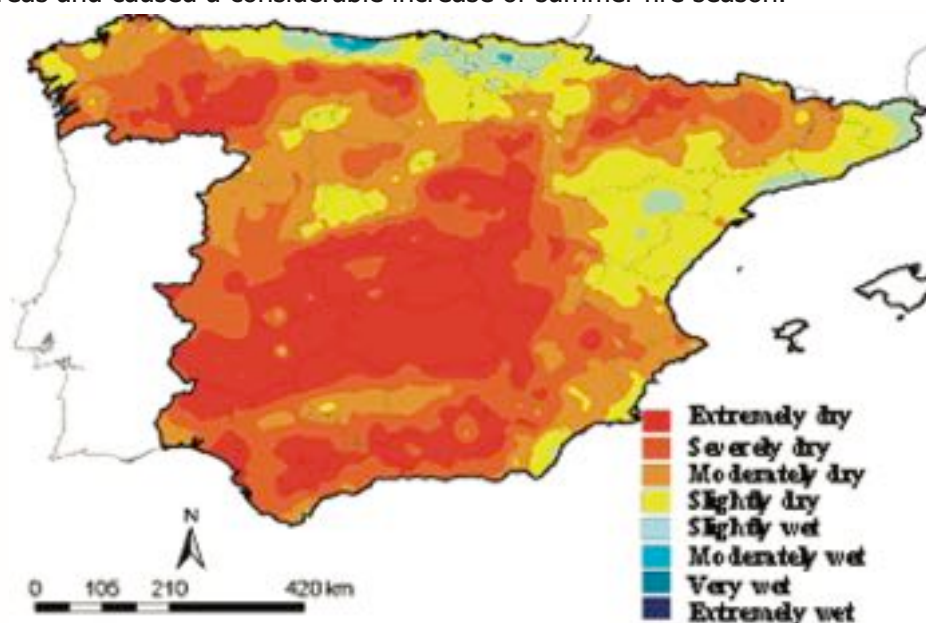 reas and caused a considerable increase of summer fire season.
Extremely dry
Severely dry
Moderately dry
Slightly dry
Slightly wet
Moderately wet
Very wet
Extremely wet
N
0 105 210 420 km